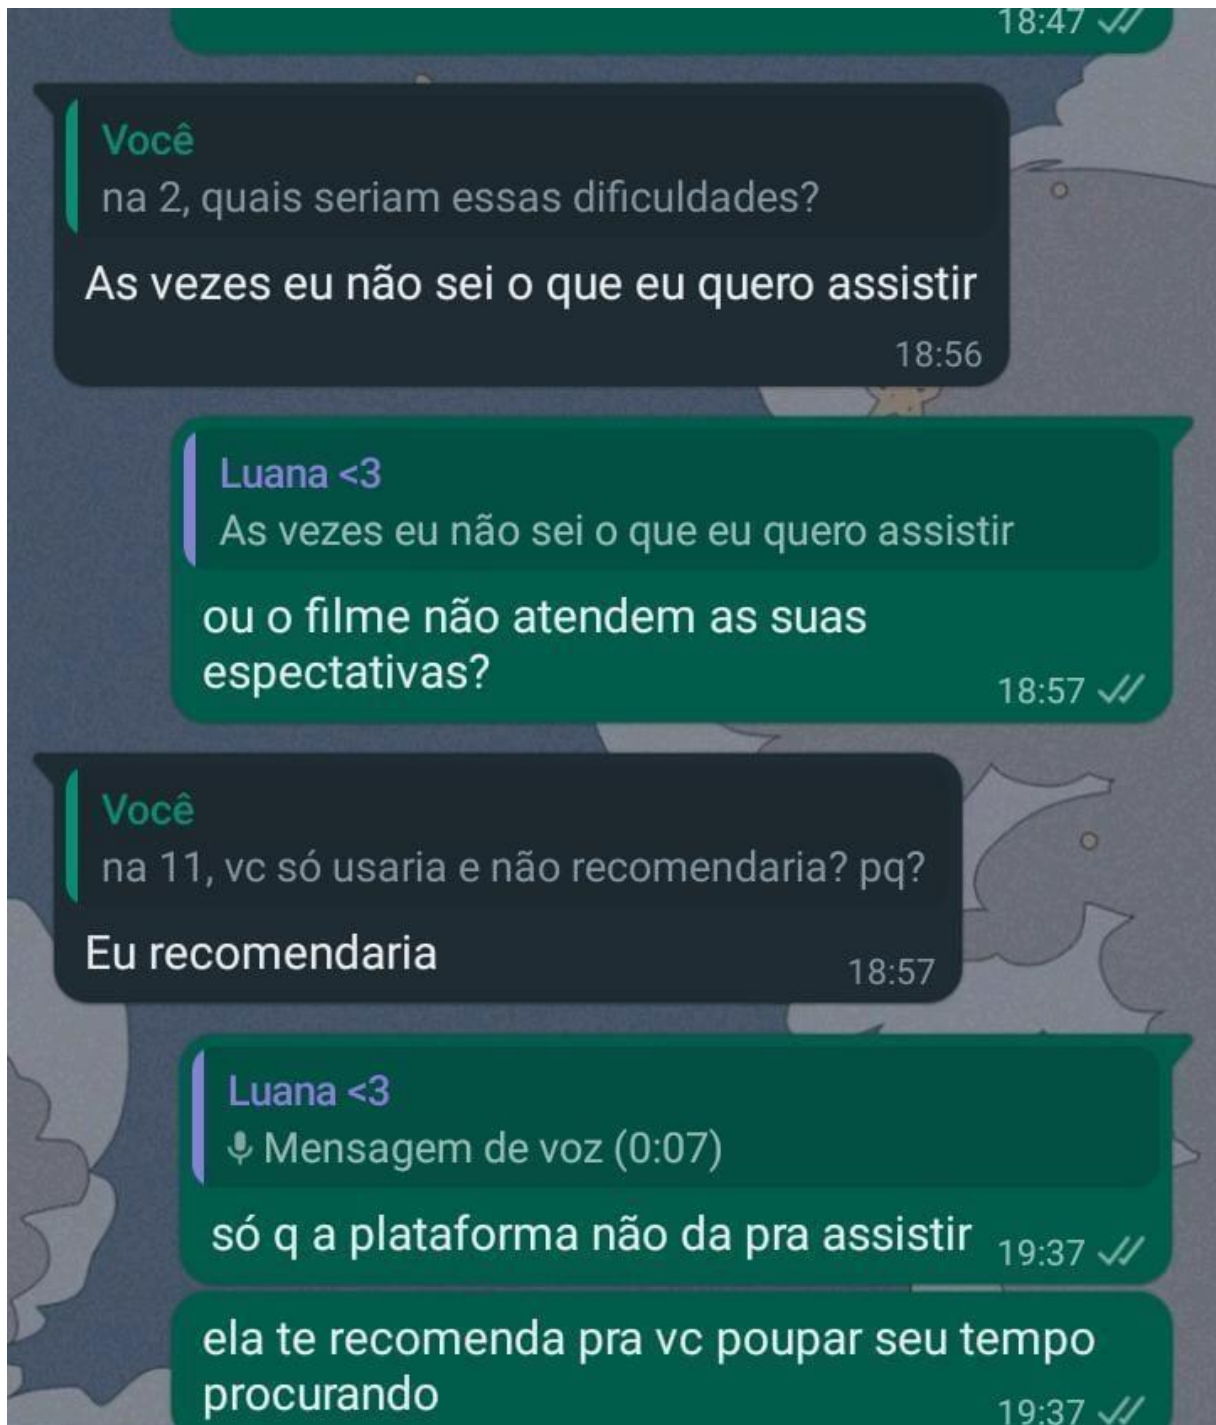 18:47
Você
na 2, quais seriam essas dificuldades?
As vezes eu não sei o que eu quero assistir
18:56
Luana <3
As vezes eu não sei o que eu quero assistir
ou o filme não atendem as suas
espectativas?
18:57
Você
na 11, vc só usaria e não recomendaria? pq?
Eu recomendaria
18:57
Luana <3
Mensagem de voz (0:07)
só q a plataforma não da pra assistir
19:37
ela te recomenda pra vc poupar seu tempo
procurando
19:37